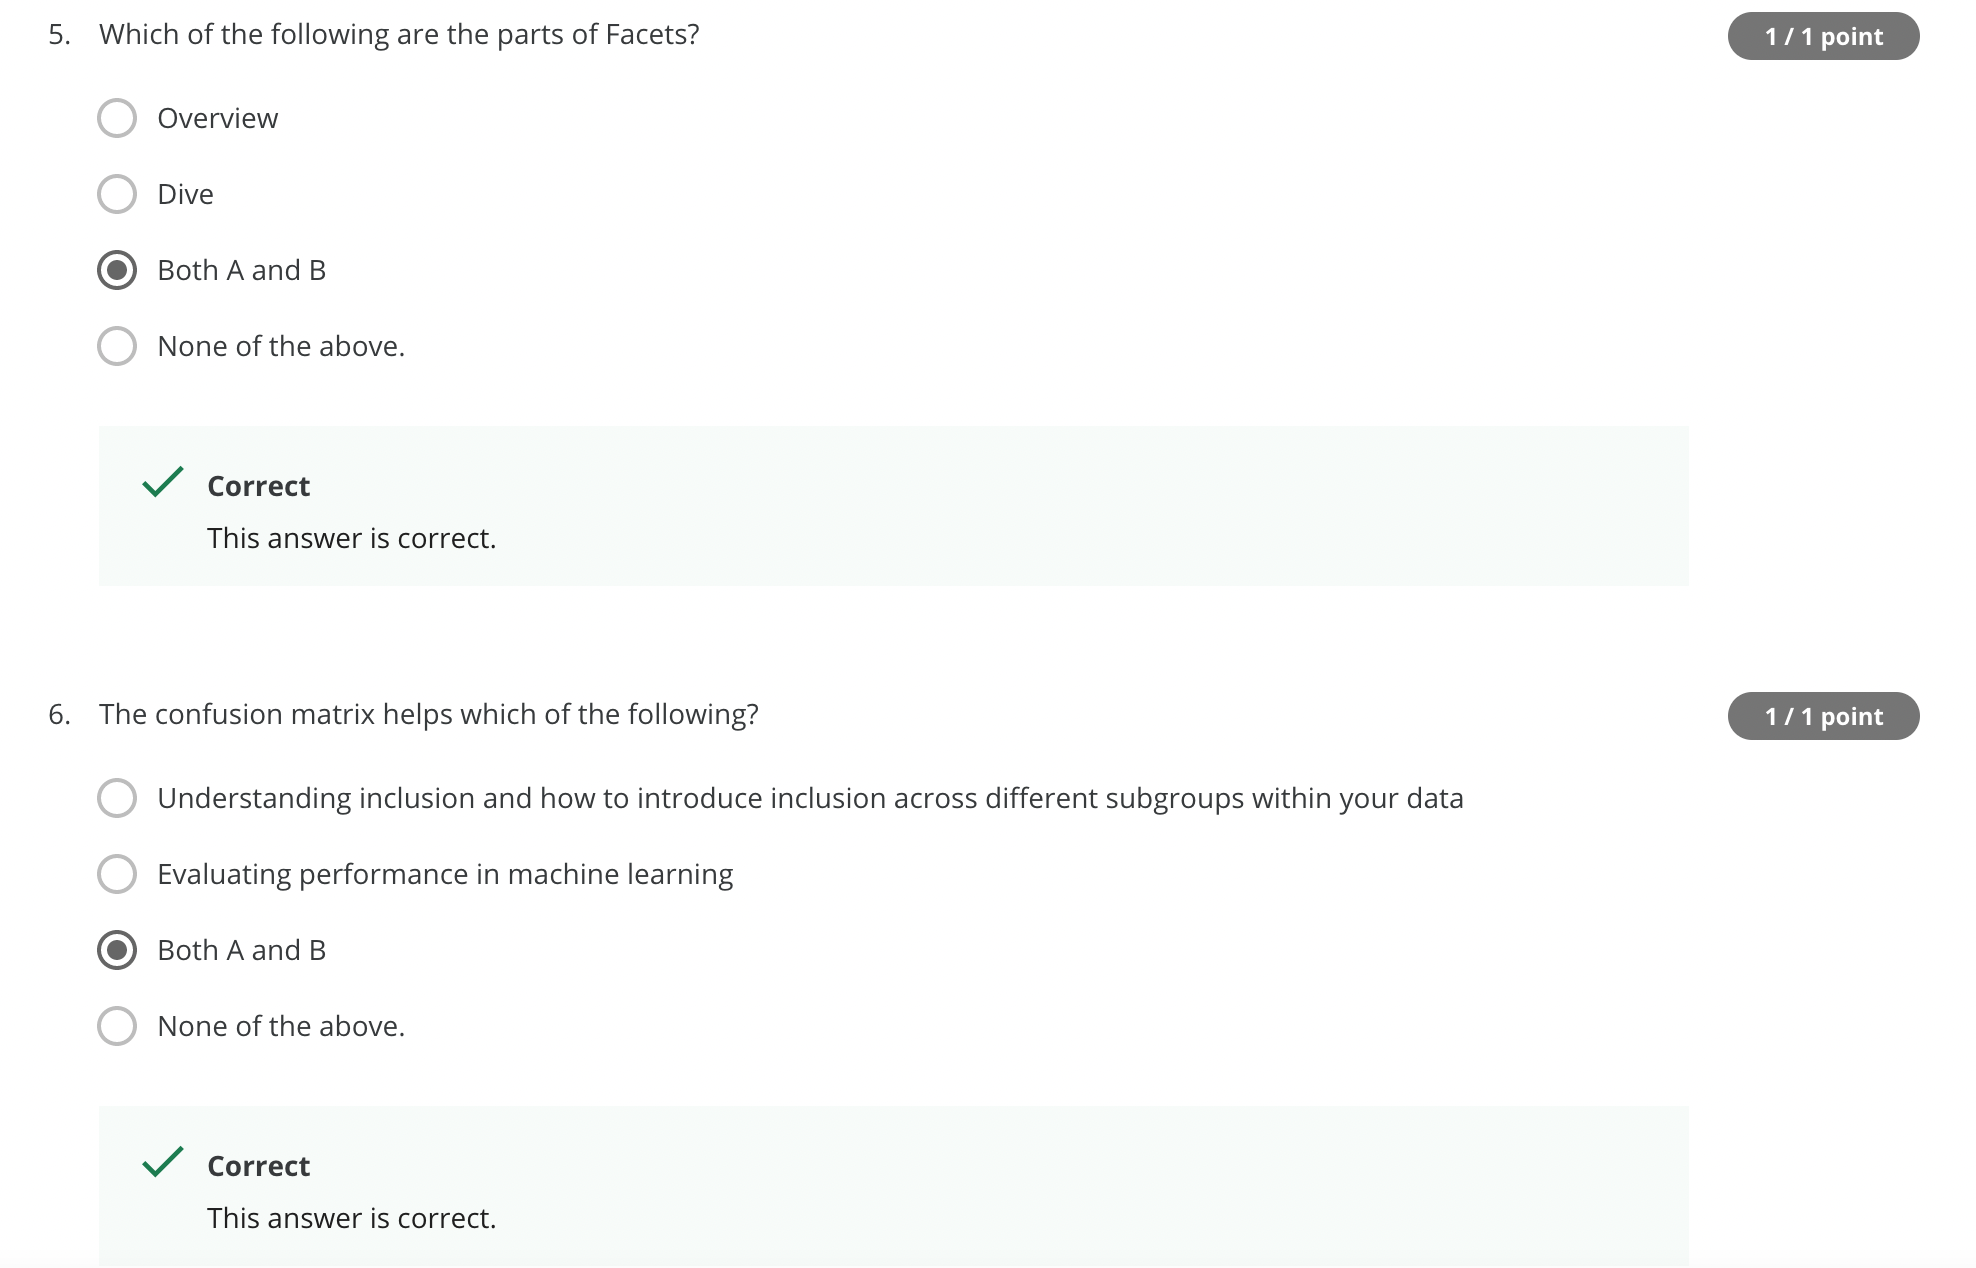 5. Which of the following are the parts of Facets?
1 / 1 point
Overview
Dive
Both A and B
None of the above.
Correct
This answer is correct.
6. The confusion matrix helps which of the following?
1 / 1 point
Understanding inclusion and how to introduce inclusion across different subgroups within your data
Evaluating performance in machine learning
Both A and B
None of the above.
Correct
This answer is correct.